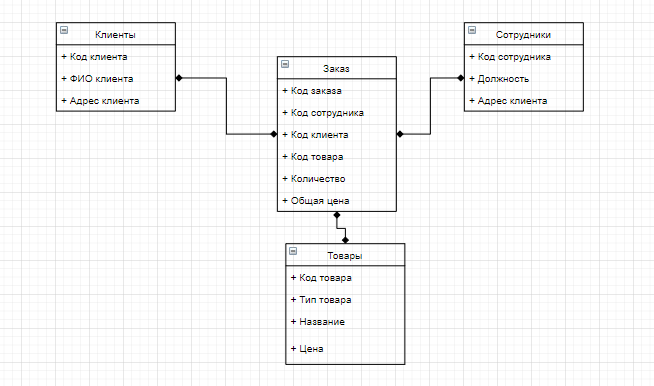 Клиенты
+ Код клиента
+ ФИО клиента
+ Адрес клиента
Заказ
+ Код заказа
+ Код сотрудника
+ Код клиента
+ Код товара
+ Количество
+ Общая цена
Сотрудники
+ Код сотрудника
+ Должность
+ Адрес клиента
Товары
+ Код товара
+ Тип товара
+ Название
+ Цена